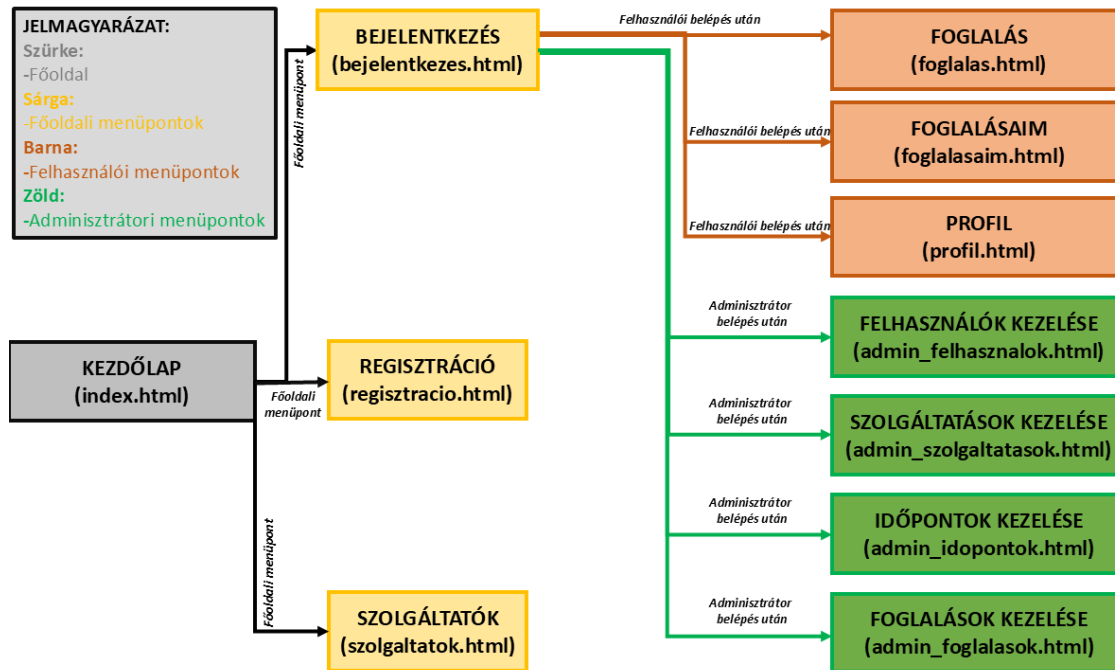 JELMAGYARÁZAT:
Szürke:
-Főoldal
Sárga:
-Főoldali menüpontok
Barna:
-Felhasználói menüpontok
Zöld:
-Adminisztrátori menüpontok
KEZDŐLAP
(index.html)
Főoldali menüpont
BEJELENTKEZÉS
(bejelentkezes.html)
Főoldali
menüpont
REGISZTRÁCIÓ
(regisztracio.html)
Főoldali menüpont
SZOLGÁLTATÓK
(szolgaltatok.html)
Felhasználói belépés után
FOGLALÁS
(foglalas.html)
Felhasználói belépés után
FOGLALÁSAIM
(foglalasaim.html)
Felhasználói belépés után
PROFIL
(profil.html)
Adminisztrátor
belépés után
FELHASZNÁLÓK KEZELÉSE
(admin_felhasznalok.html)
Adminisztrátor
belépés után
SZOLGÁLTATÁSOK KEZELÉSE
(admin_szolgaltatasok.html)
Adminisztrátor
belépés után
IDŐPONTOK KEZELÉSE
(admin_idopontok.html)
Adminisztrátor
belépés után
FOGLALÁSOK KEZELÉSE
(admin_foglalasok.html)